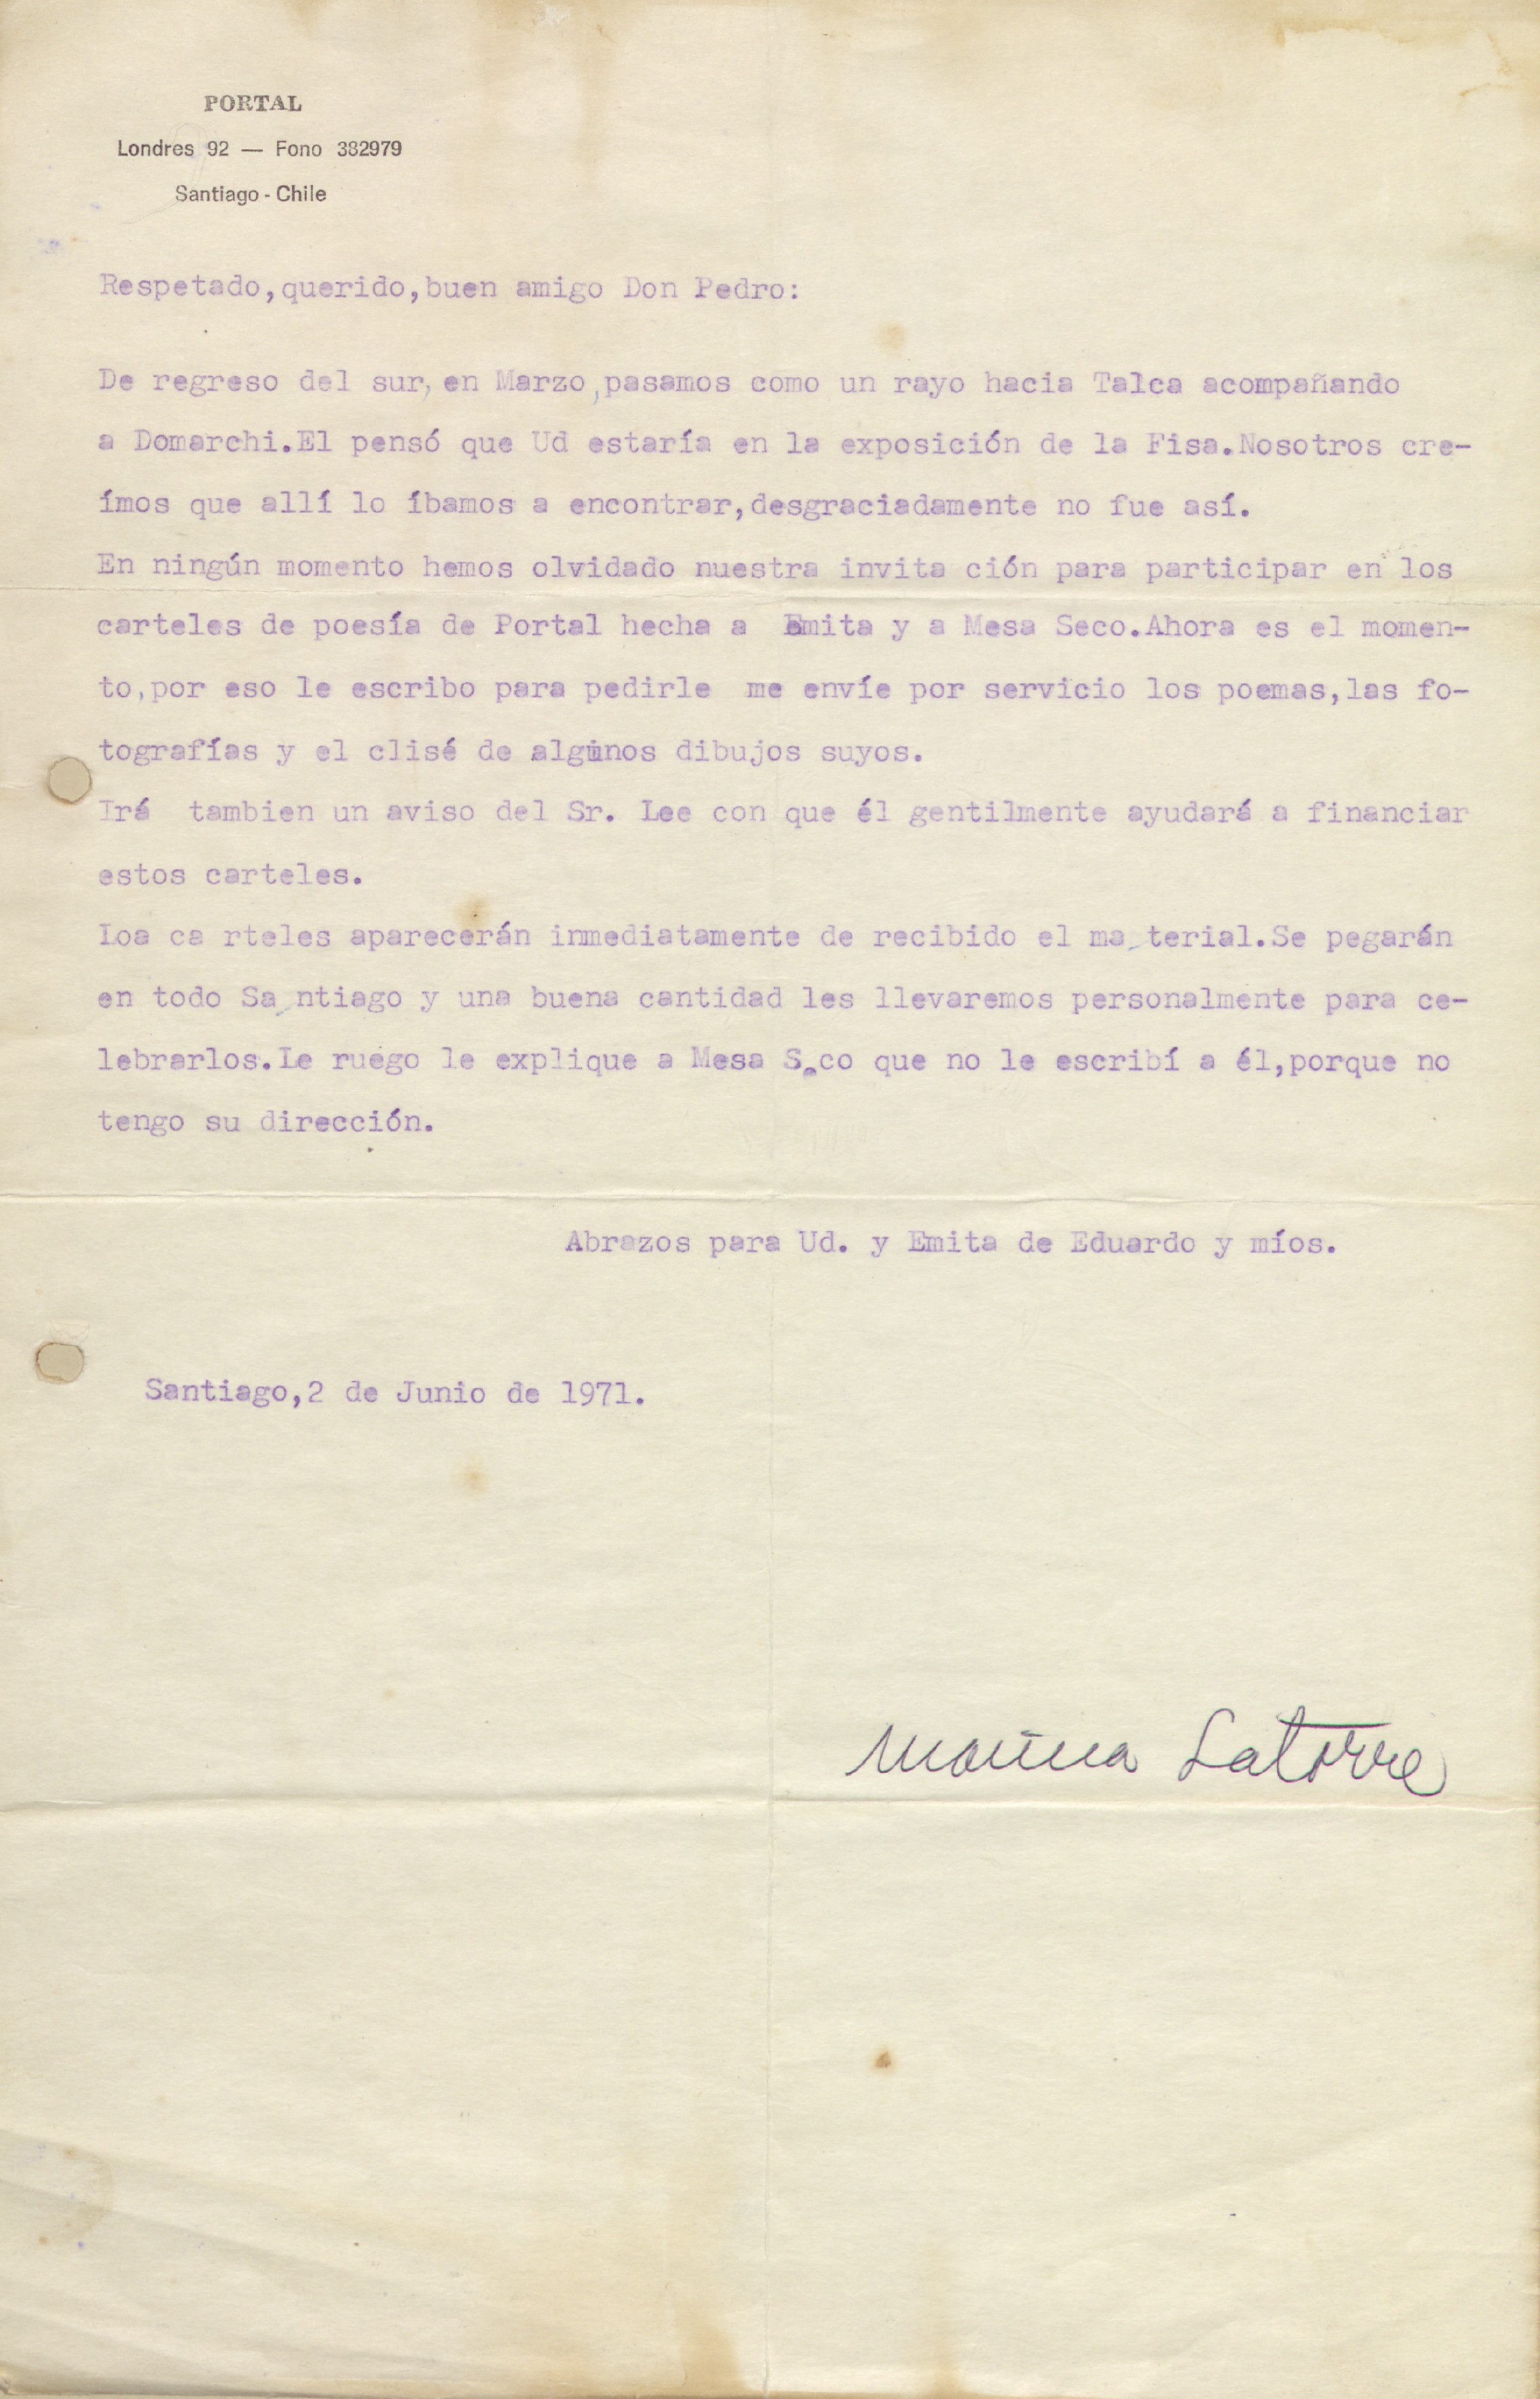 PORTAL
Londres 92 — Fono 382979
Santiago - Chile
Respetado,querido,buen amigo Don Pedro:
De regreso del sur, en Marzo,pasamos como un rayo hacia Talca acompañando
a Domarchi.El pensó que Ud estaría en la exposición de la Fisa.Nosotros cre-
ímos que allí lo íbamos a encontrar,desgraciadamente no fue así.
En ningún momento hemos olvidado nuestra invita ción para participar en los
carteles de poesía de Portal hecha a Emita y a Mesa Seco.Ahora es el momen-
to,por eso le escribo para pedirle me envíe por servicio los poemas,las fo-
tografías y el clisé de algunos dibujos suyos.
Irá tambien un aviso del Sr. Lee con que él gentilmente ayudará a financiar
estos carteles.
Loa ca rteles aparecerán inmediatamente de recibido el ma terial.Se pegarán
en todo Sa ntiago y una buena cantidad les llevaremos personalmente para ce-
lebrarlos.Le ruego le explique a Mesa Seco que no le escribí a él,porque no
tengo su dirección.
Abrazos para Ud. y Emita de Eduardo y míos.
Santiago,2 de Junio de 1971.
Marina Latorre